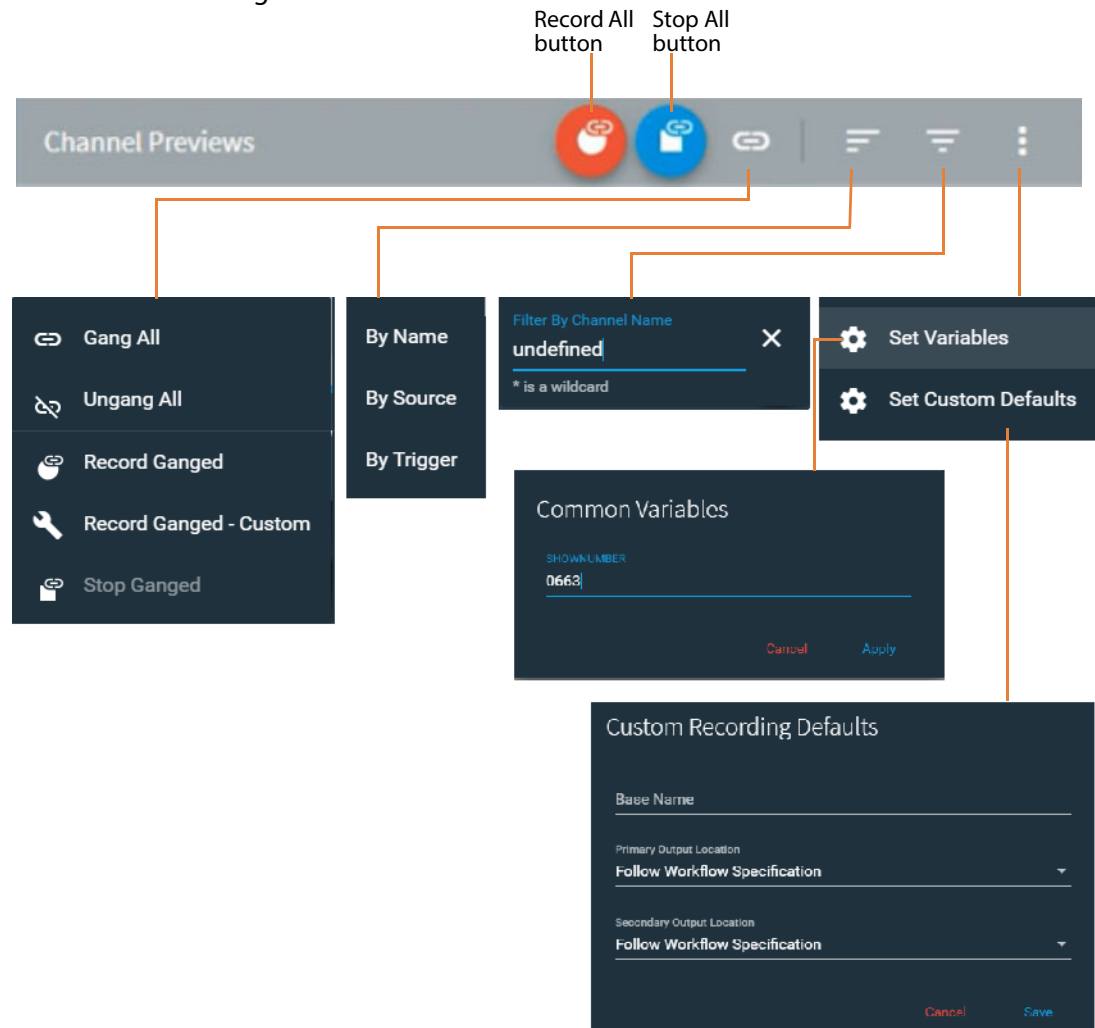 Record All
button
Stop All
button
Channel Previews
Gang All
Ungang All
Record Ganged
Record Ganged - Custom
Stop Ganged
By Name
By Source
By Trigger
Filter By Channel Name
undefined
* is a wildcard
Set Variables
Set Custom Defaults
Common Variables
SHOWNUMBER
0663
Cancel
Apply
Custom Recording Defaults
Base Name
Primary Output Location
Follow Workflow Specification
Secondary Output Location
Follow Workflow Specification
Cancel
Save